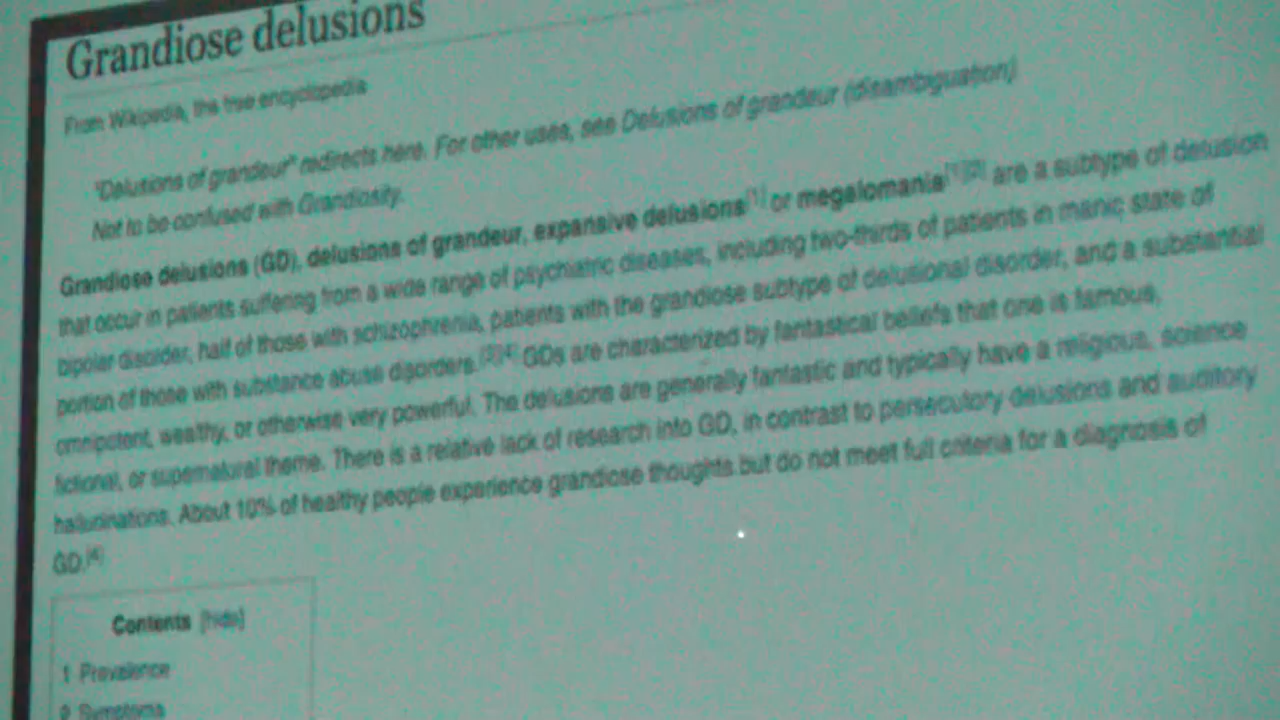 Grandiose delusions
From Wikipedia, the free encyclopedia
"Delusions of grandeur" redirects here. For other uses, see Delusions of grandeur (disambiguation)
Not to be confused with Grandiosity.
Grandiose delusions (GD), delusions of grandeur, expansive delusions[1] or megalomania[1][2] are a subtype of delusion
that occur in patients suffering from a wide range of psychiatric diseases, including two-thirds of patients in manic state of
bipolar disorder, half of those with schizophrenia, patients with the grandiose subtype of delusional disorder, and a substantial
portion of those with substance abuse disorders.[3][4] GDs are characterized by fantastical beliefs that one is famous,
omnipotent, wealthy, or otherwise very powerful. The delusions are generally fantastic and typically have a religious, science
fictional, or supernatural theme. There is a relative lack of research into GD, in contrast to persecutory delusions and auditory
hallucinations. About 10% of healthy people experience grandiose thoughts but do not meet full criteria for a diagnosis of
GD.[4]
Contents [hide]
1 Prevalence
2 Symptoms